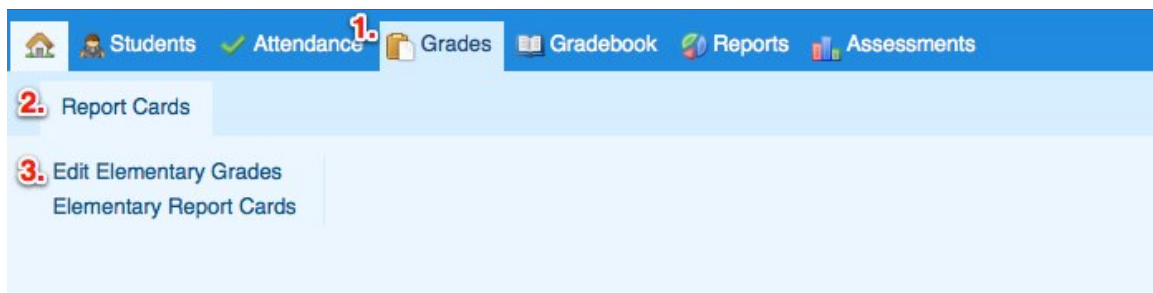 Students Attendance 1. Grades Gradebook Reports Assessments
2. Report Cards
3. Edit Elementary Grades
Elementary Report Cards